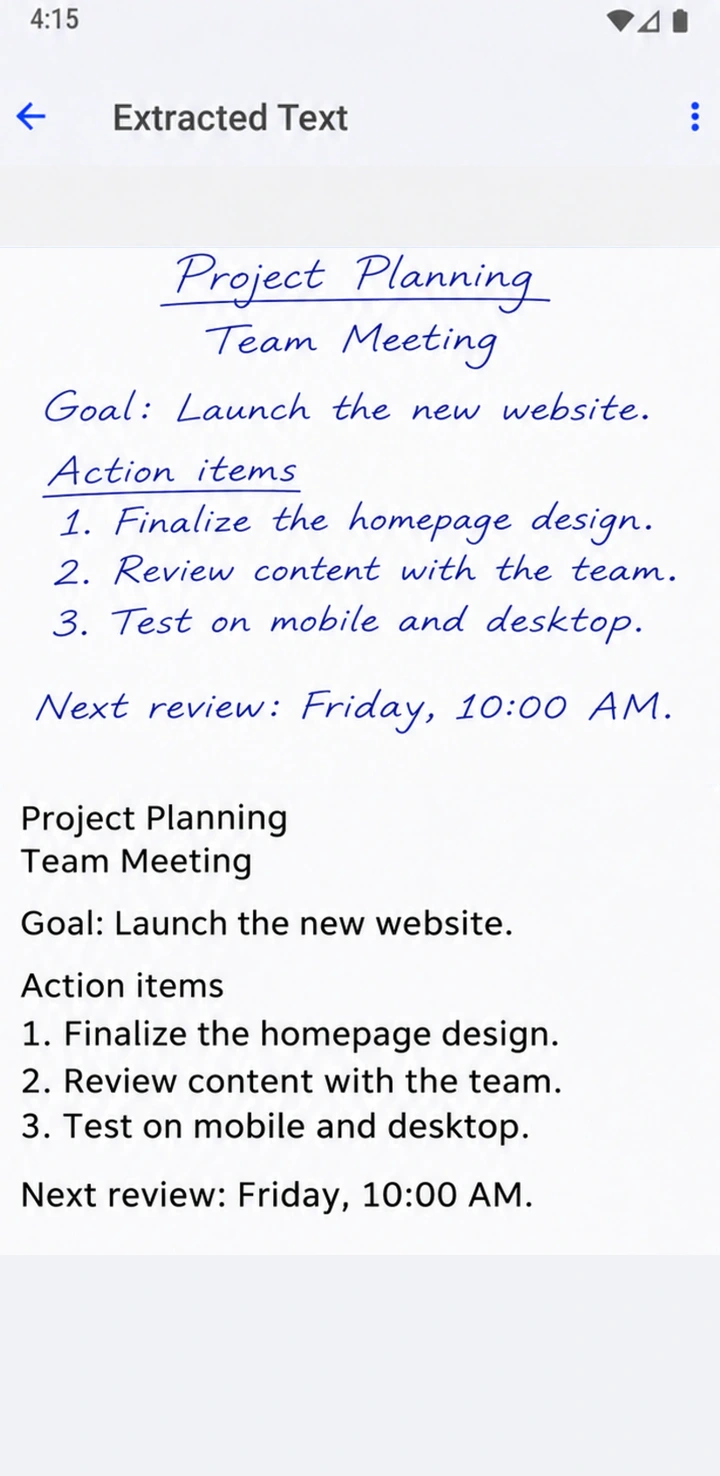 4:15
Extracted Text
Project Planning
Team Meeting
Goal: Launch the new website.
Action items
1. Finalize the homepage design.
2. Review content with the team.
3. Test on mobile and desktop.
Next review: Friday, 10:00 AM.
Project Planning
Team Meeting
Goal: Launch the new website.
Action items
1. Finalize the homepage design.
2. Review content with the team.
3. Test on mobile and desktop.
Next review: Friday, 10:00 AM.